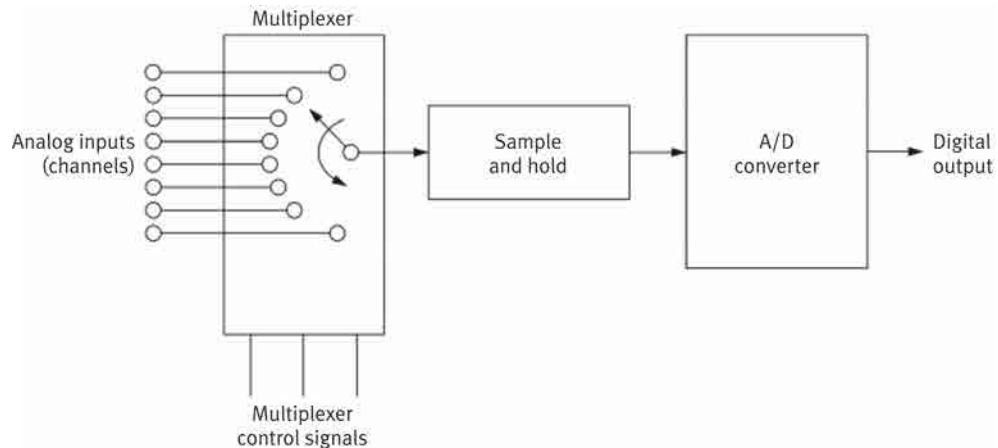 Multiplexer
Analog inputs
(channels)
Sample
and hold
A/D
converter
Digital
output
Multiplexer
control signals